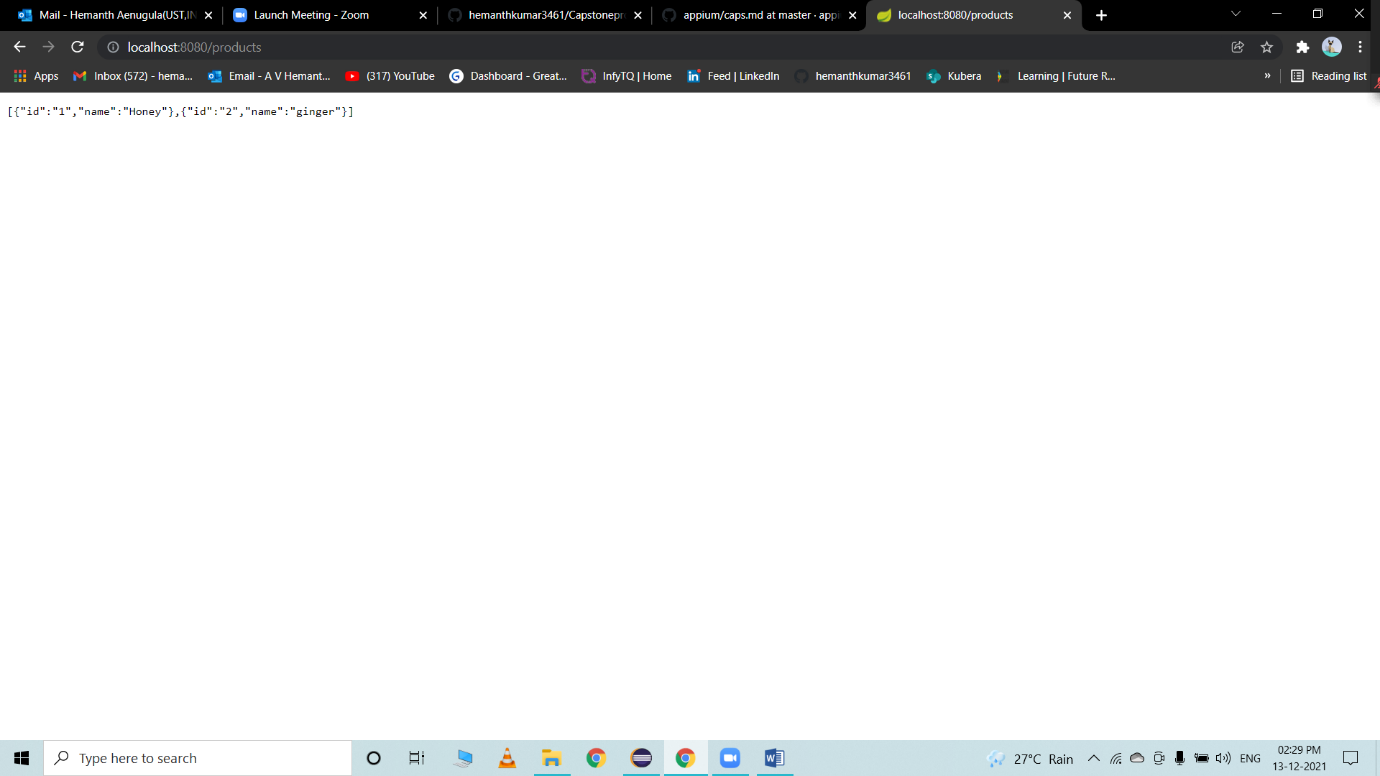 Mail - Hemanth Aenugula(UST,IN
Launch Meeting - Zoom
hemanthkumar3461/Capstonepr
appium/caps.md at master · appi
localhost:8080/products
localhost:8080/products
Apps
Inbox (572) - hema...
Email - A V Hemant...
(317) YouTube
Dashboard - Great...
InfyTQ | Home
Feed | LinkedIn
hemanthkumar3461
Kubera
Learning | Future R...
»
Reading list
[{"id":"1","name":"Honey"},{"id":"2","name":"ginger"}]
Type here to search
27°C Rain
ENG
02:29 PM
13-12-2021